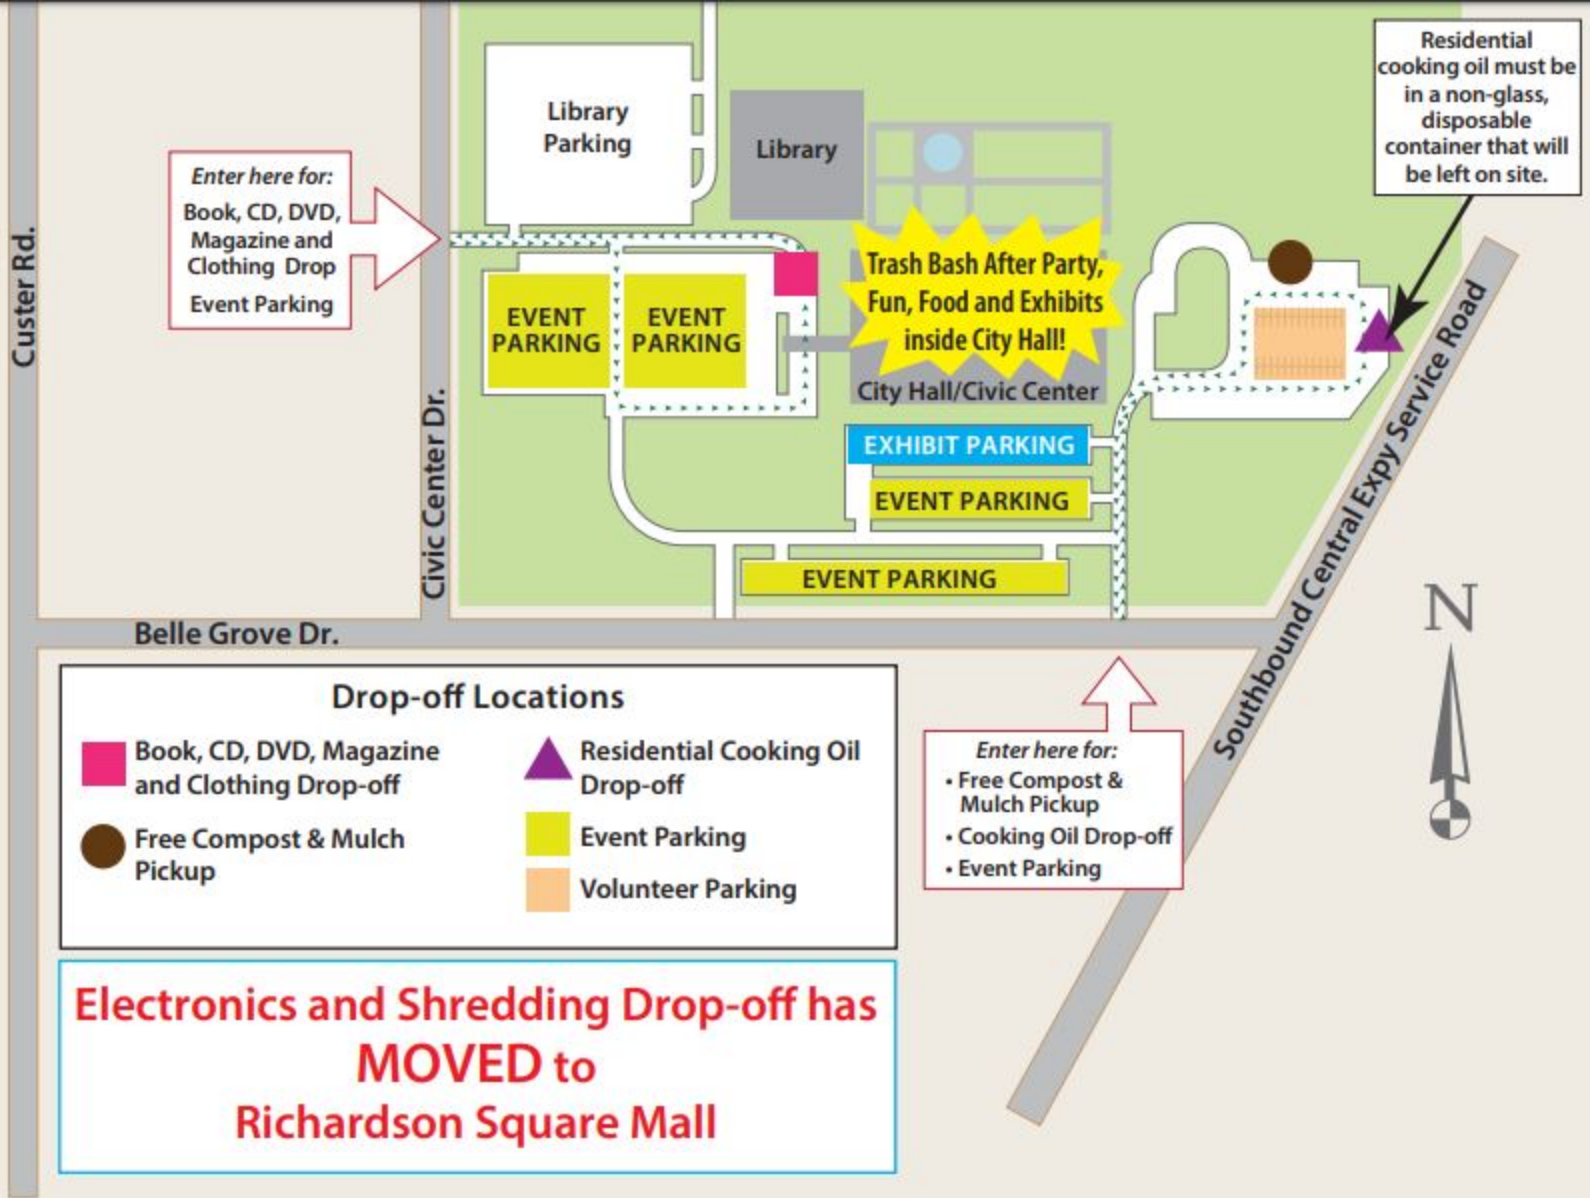 Library
Parking
Library
Residential
cooking oil must be
in a non-glass,
disposable
container that will
be left on site.
Enter here for:
Book, CD, DVD,
Magazine and
Clothing Drop
Event Parking
Custer Rd.
Civic Center Dr.
EVENT
PARKING
EVENT
PARKING
Trash Bash After Party,
Fun, Food and Exhibits
inside City Hall!
City Hall/Civic Center
EXHIBIT PARKING
EVENT PARKING
EVENT PARKING
Southbound Central Expy Service Road
N
Belle Grove Dr.
Drop-off Locations
Book, CD, DVD, Magazine
and Clothing Drop-off
Free Compost & Mulch
Pickup
Residential Cooking Oil
Drop-off
Event Parking
Volunteer Parking
Enter here for:
• Free Compost &
Mulch Pickup
• Cooking Oil Drop-off
• Event Parking
Electronics and Shredding Drop-off has
MOVED to
Richardson Square Mall